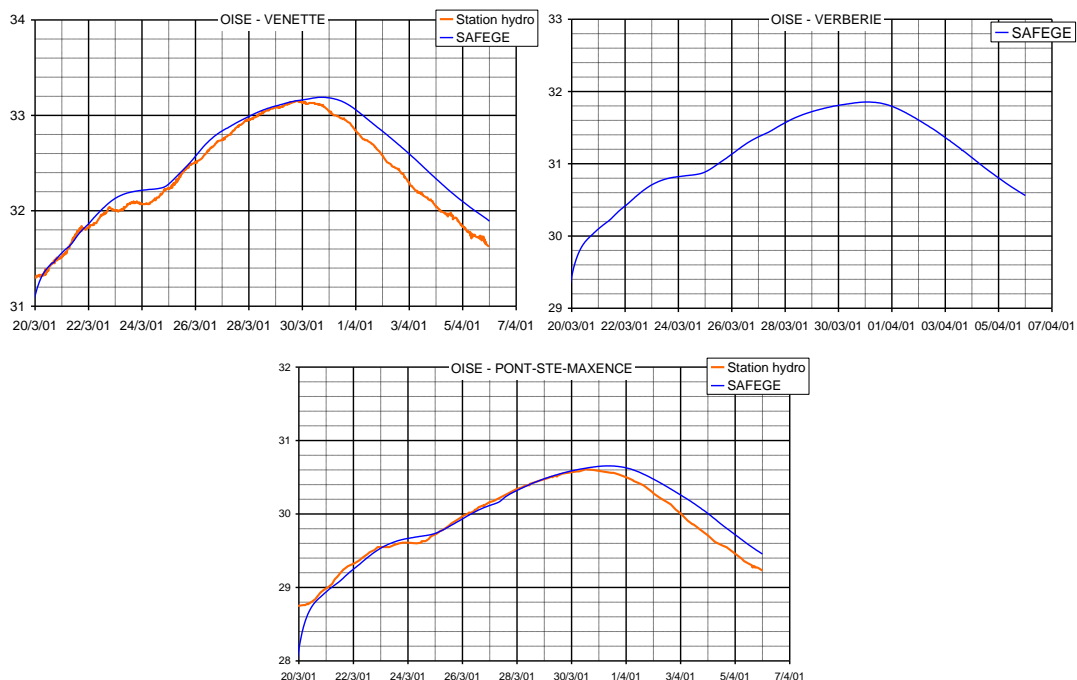 OISE - VENETTE
Station hydro
SAFEGE
34
33
32
31
20/3/01 22/3/01 24/3/01 26/3/01 28/3/01 30/3/01 1/4/01 3/4/01 5/4/01 7/4/01
OISE - VERBERIE
SAFEGE
33
32
31
30
29
20/03/01 22/03/01 24/03/01 26/03/01 28/03/01 30/03/01 01/04/01 03/04/01 05/04/01 07/04/01
OISE - PONT-STE-MAXENCE
Station hydro
SAFEGE
32
31
30
29
28
20/3/01 22/3/01 24/3/01 26/3/01 28/3/01 30/3/01 1/4/01 3/4/01 5/4/01 7/4/01